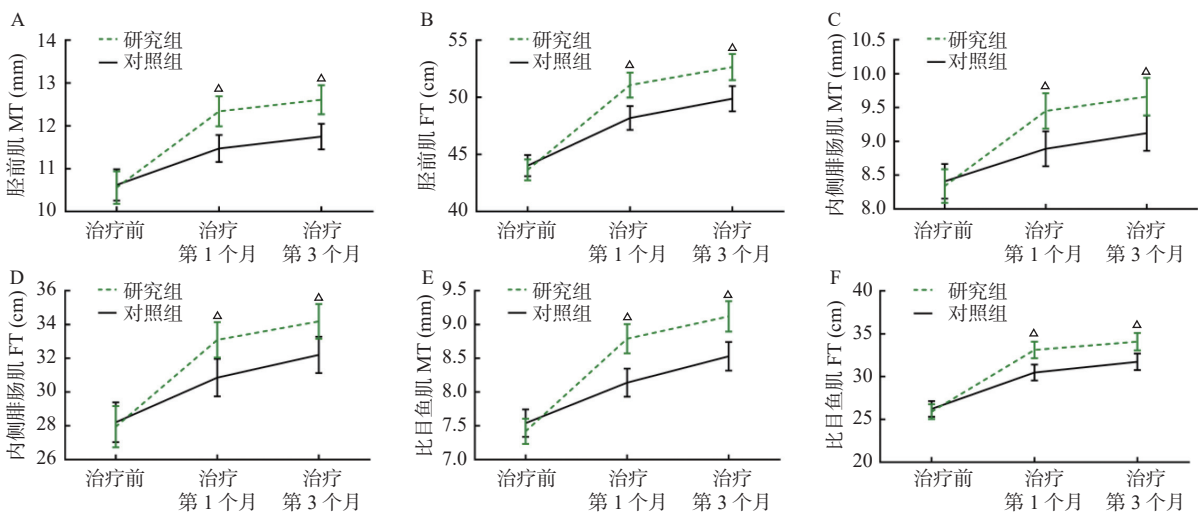 A
胫前肌 MT (mm)
14
13
12
11
10
研究组
对照组
△
△
治疗前
治疗
第 1 个月
治疗
第 3 个月
B
胫前肌 FT (cm)
55
50
45
40
研究组
对照组
△
△
治疗前
治疗
第 1 个月
治疗
第 3 个月
C
内侧腓肠肌 MT (mm)
10.5
10.0
9.5
9.0
8.5
8.0
研究组
对照组
△
△
治疗前
治疗
第 1 个月
治疗
第 3 个月
D
内侧腓肠肌 FT (cm)
36
34
32
30
28
26
研究组
对照组
△
△
治疗前
治疗
第 1 个月
治疗
第 3 个月
E
比目鱼肌 MT (mm)
9.5
9.0
8.5
8.0
7.5
7.0
研究组
对照组
△
△
治疗前
治疗
第 1 个月
治疗
第 3 个月
F
比目鱼肌 FT (cm)
40
35
30
25
20
研究组
对照组
△
△
治疗前
治疗
第 1 个月
治疗
第 3 个月